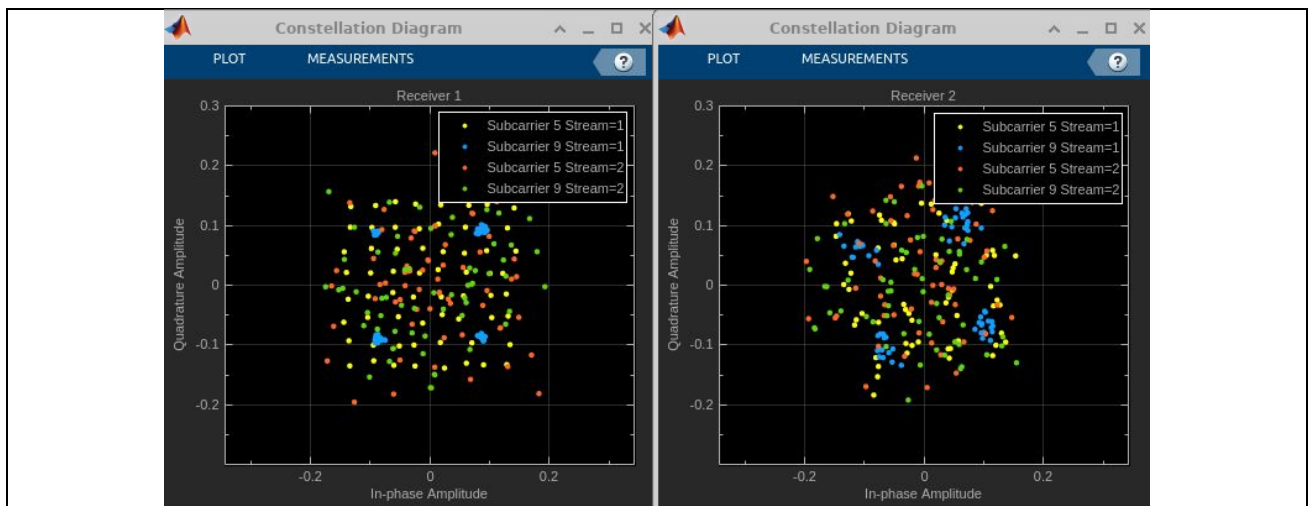 Constellation Diagram
PLOT MEASUREMENTS ?
Receiver 1
Subcarrier 5 Stream=1
Subcarrier 9 Stream=1
Subcarrier 5 Stream=2
Subcarrier 9 Stream=2
Quadrature Amplitude
0.3
0.2
0.1
0
-0.1
-0.2
-0.2 0 0.2
In-phase Amplitude
Constellation Diagram
PLOT MEASUREMENTS ?
Receiver 2
Subcarrier 5 Stream=1
Subcarrier 9 Stream=1
Subcarrier 5 Stream=2
Subcarrier 9 Stream=2
Quadrature Amplitude
0.3
0.2
0.1
0
-0.1
-0.2
-0.2 0 0.2
In-phase Amplitude